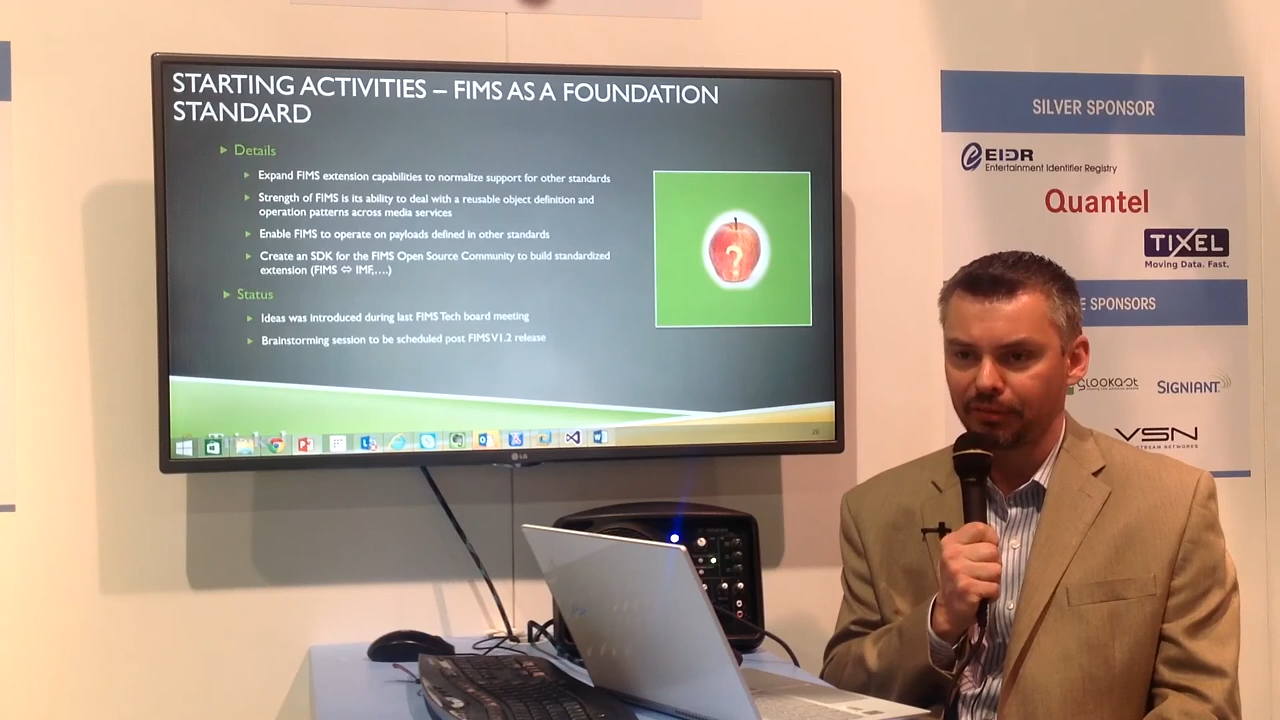 STARTING ACTIVITIES – FIMS AS A FOUNDATION
STANDARD
Details
Expand FIMS extension capabilities to normalize support for other standards
Strength of FIMS is its ability to deal with a reusable object definition and
operation patterns across media services
Enable FIMS to operate on payloads defined in other standards
Create an SDK for the FIMS Open Source Community to build standardized
extension (FIMS ⇔ IMF,….)
Status
Ideas was introduced during last FIMS Tech board meeting
Brainstorming session to be scheduled post FIMS V1.2 release
?
26
LG
SILVER SPONSOR
EIDR
Entertainment Identifier Registry
Quantel
TIXEL
Moving Data. Fast.
E SPONSORS
SIGNIANT
VSN
STREAM NETWORKS